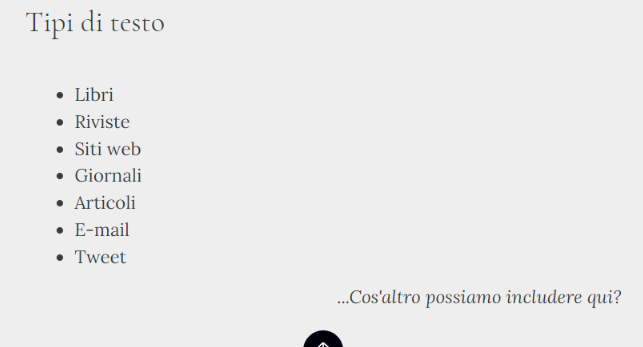 Tipi di testo
• Libri
• Riviste
• Siti web
• Giornali
• Articoli
• E-mail
• Tweet
...Cos'altro possiamo includere qui?